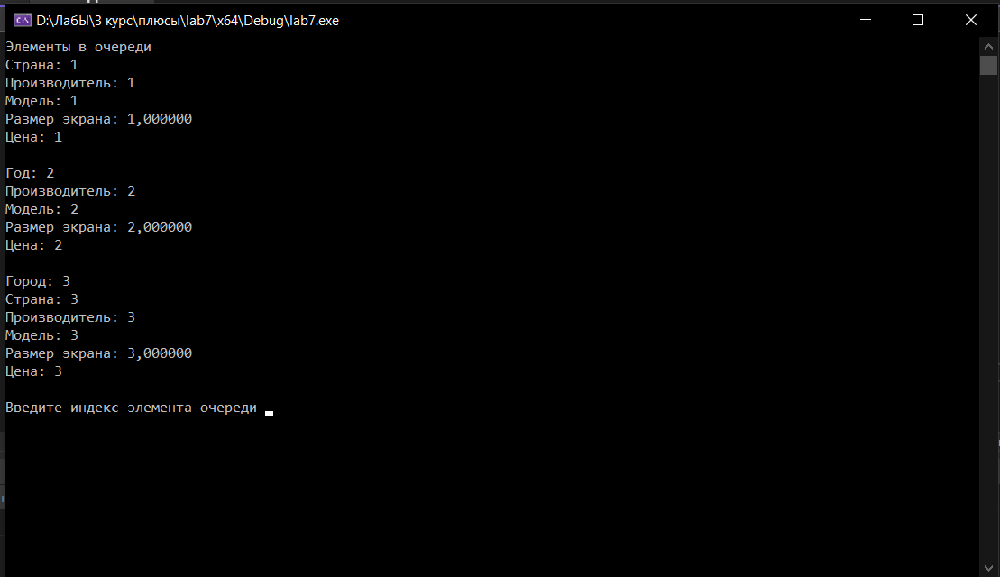 D:\ЛабЫ\3 курс\плюсы\lab7\x64\Debug\lab7.exe
Элементы в очереди
Страна: 1
Производитель: 1
Модель: 1
Размер экрана: 1,000000
Цена: 1
Год: 2
Производитель: 2
Модель: 2
Размер экрана: 2,000000
Цена: 2
Город: 3
Страна: 3
Производитель: 3
Модель: 3
Размер экрана: 3,000000
Цена: 3
Введите индекс элемента очереди